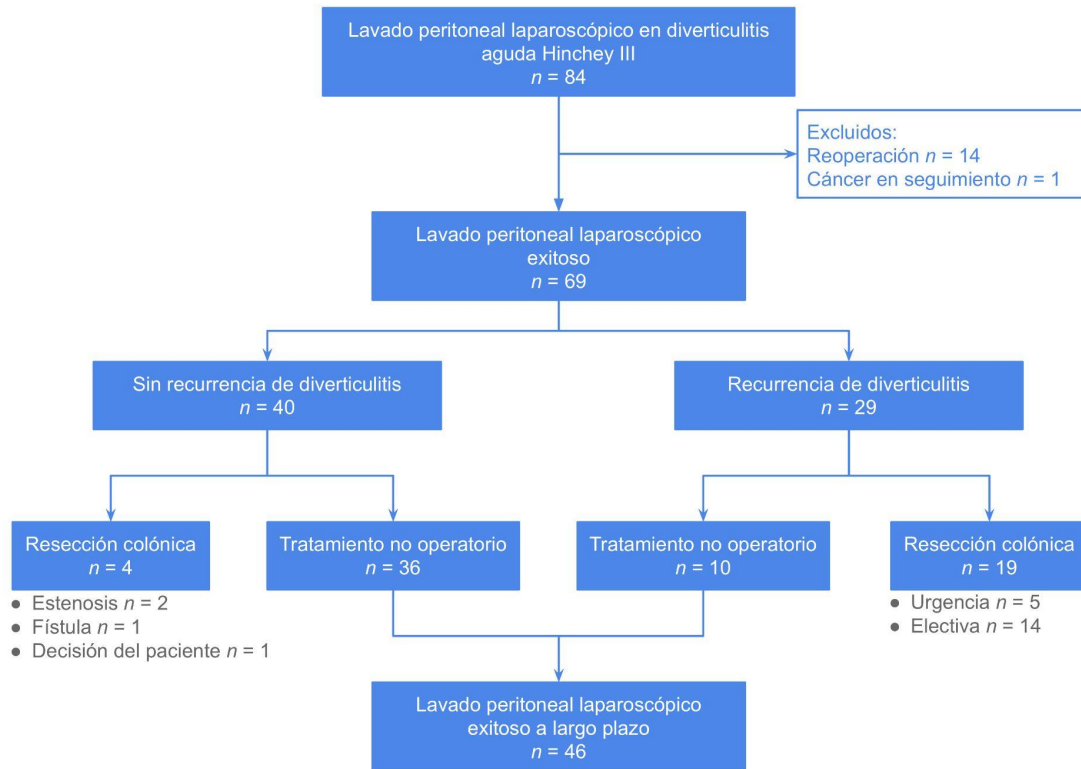 Lavado peritoneal laparoscópico en diverticulitis
aguda Hinchey III
n = 84
Excluidos:
Reoperación n = 14
Cáncer en seguimiento n = 1
Lavado peritoneal laparoscópico
exitoso
n = 69
Sin recurrencia de diverticulitis
n = 40
Recurrencia de diverticulitis
n = 29
Resección colónica
n = 4
● Estenosis n = 2
● Fístula n = 1
● Decisión del paciente n = 1
Tratamiento no operatorio
n = 36
Tratamiento no operatorio
n = 10
Resección colónica
n = 19
● Urgencia n = 5
● Electiva n = 14
Lavado peritoneal laparoscópico
exitoso a largo plazo
n = 46